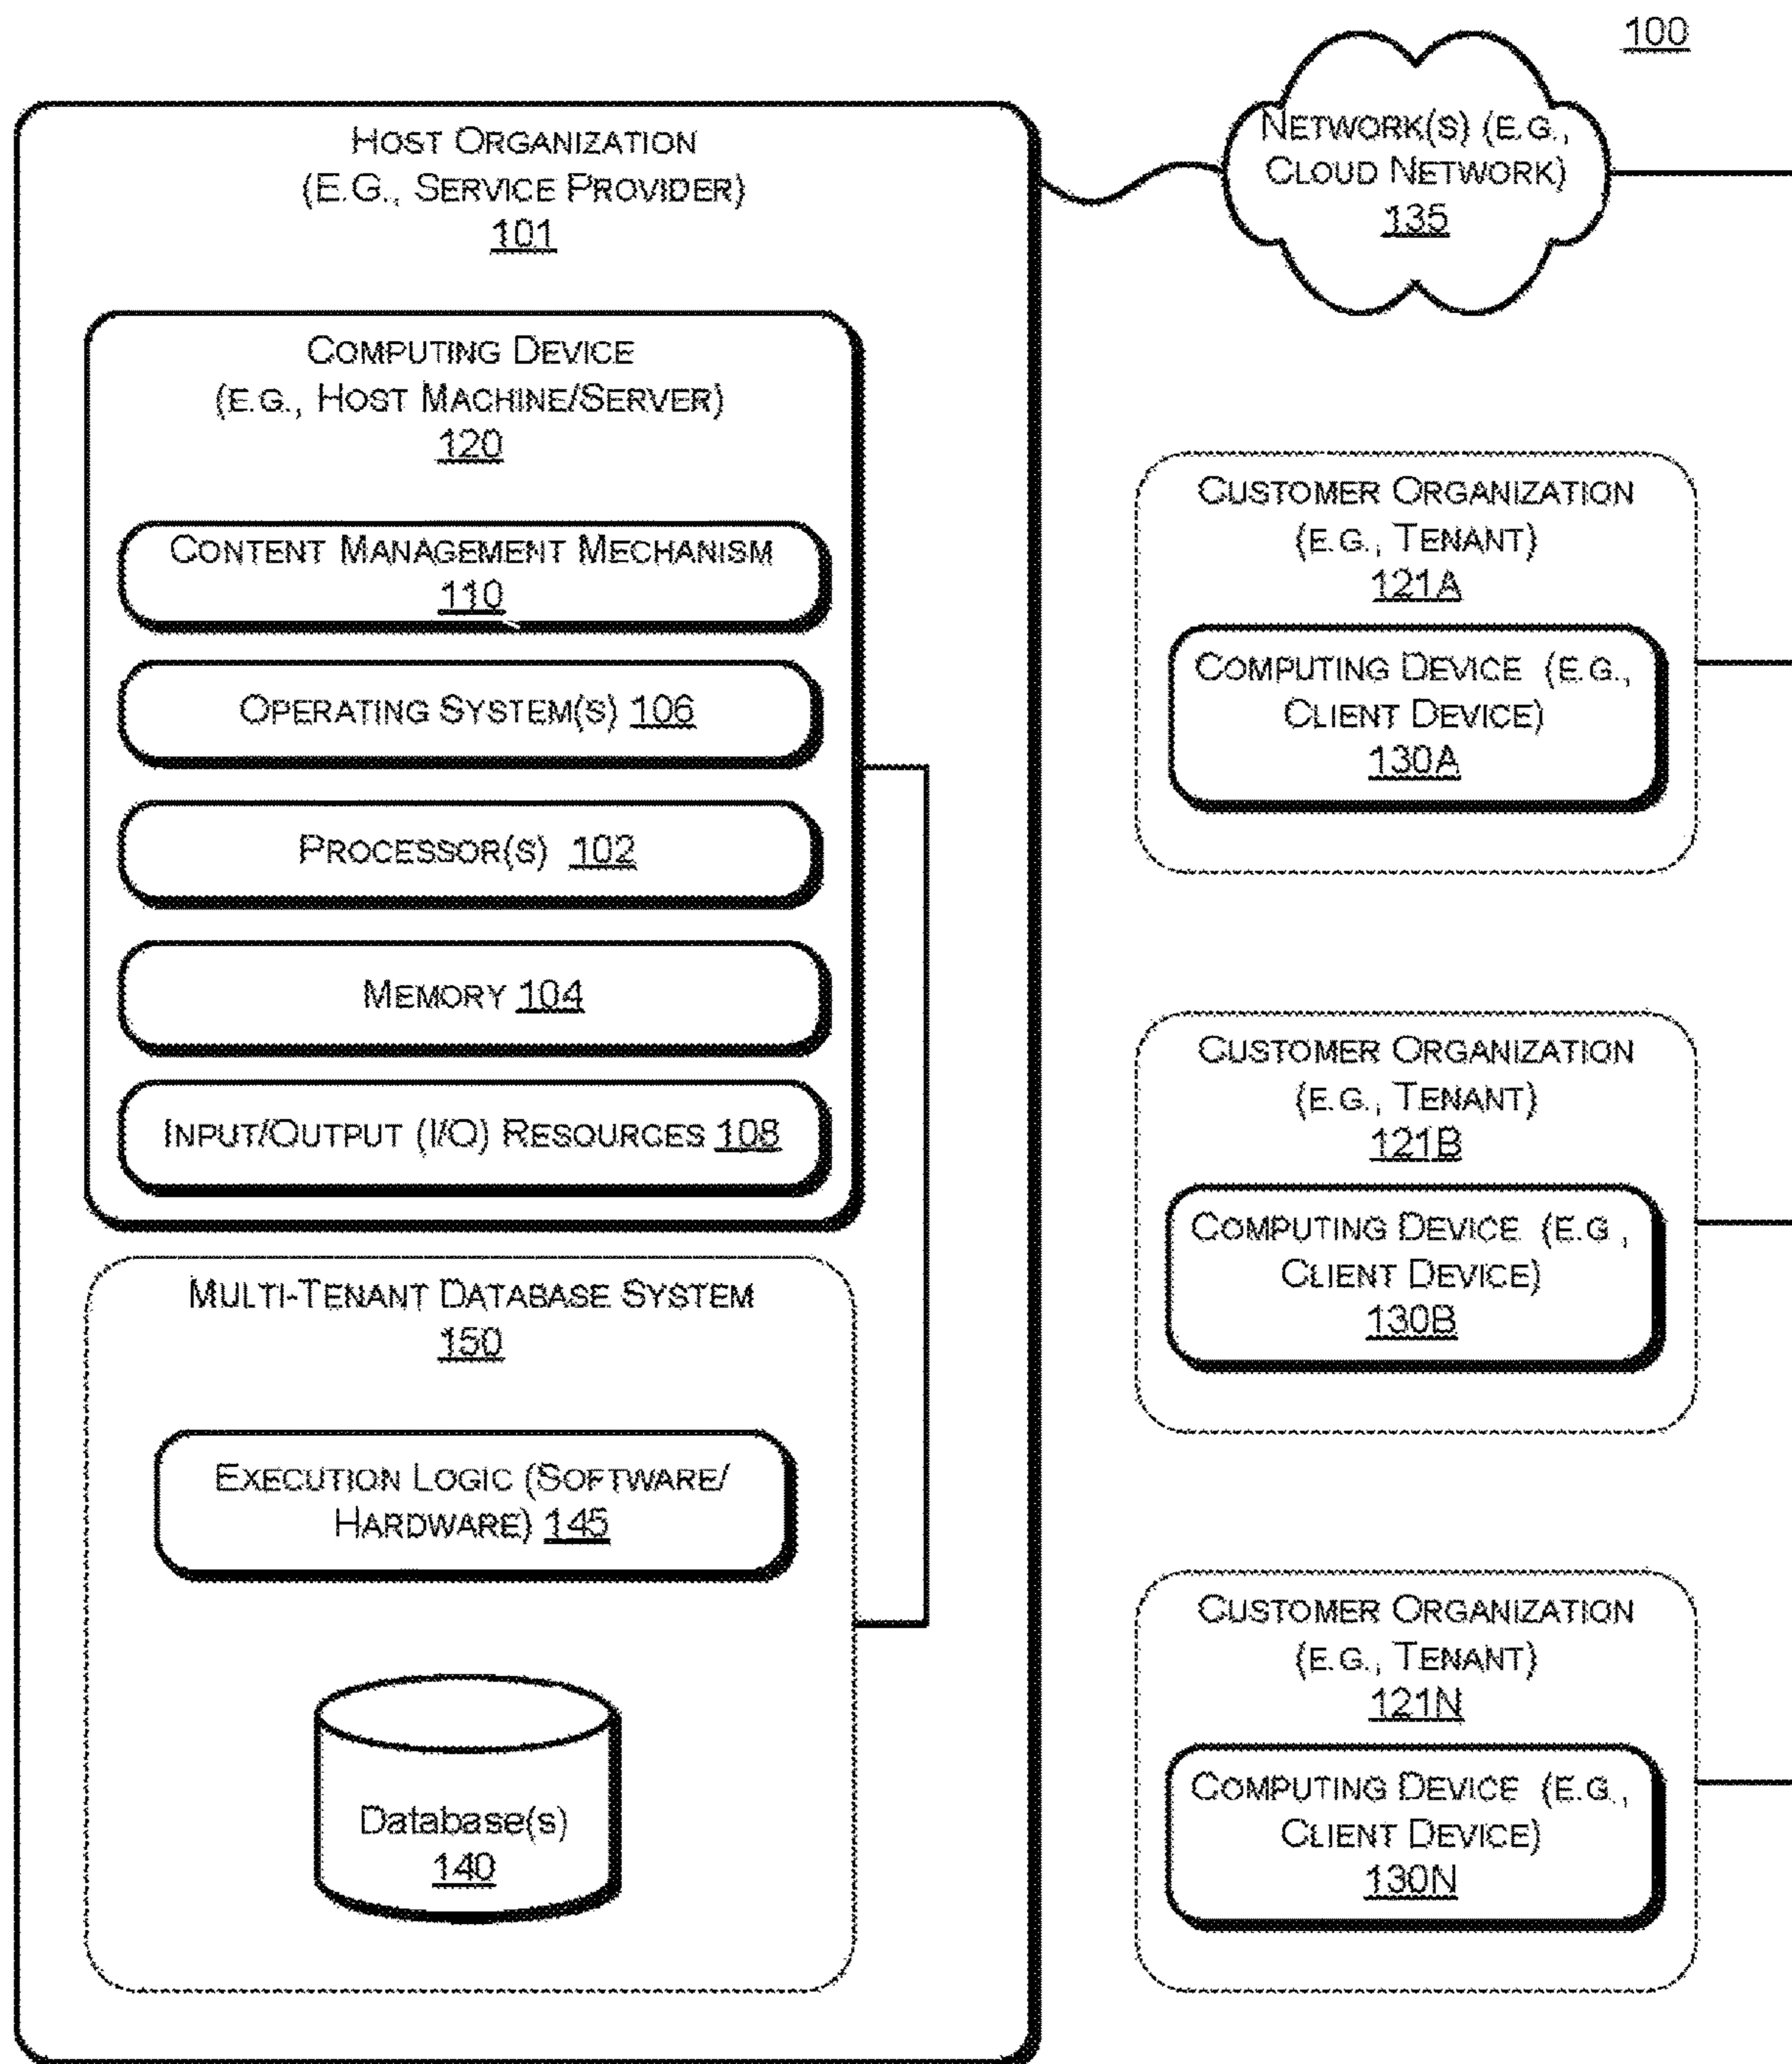 100
HOST ORGANIZATION
(E.G., SERVICE PROVIDER)
101
NETWORK(S) (E.G.,
CLOUD NETWORK)
135
COMPUTING DEVICE
(E.G., HOST MACHINE/SERVER)
120
CONTENT MANAGEMENT MECHANISM
110
OPERATING SYSTEM(S) 106
PROCESSOR(S) 102
MEMORY 104
INPUT/OUTPUT (I/O) RESOURCES 108
MULTI-TENANT DATABASE SYSTEM
150
EXECUTION LOGIC (SOFTWARE/
HARDWARE) 145
Database(s)
140
CUSTOMER ORGANIZATION
(E.G., TENANT)
121A
COMPUTING DEVICE (E.G.,
CLIENT DEVICE)
130A
CUSTOMER ORGANIZATION
(E.G., TENANT)
121B
COMPUTING DEVICE (E.G.,
CLIENT DEVICE)
130B
CUSTOMER ORGANIZATION
(E.G., TENANT)
121N
COMPUTING DEVICE (E.G.,
CLIENT DEVICE)
130N